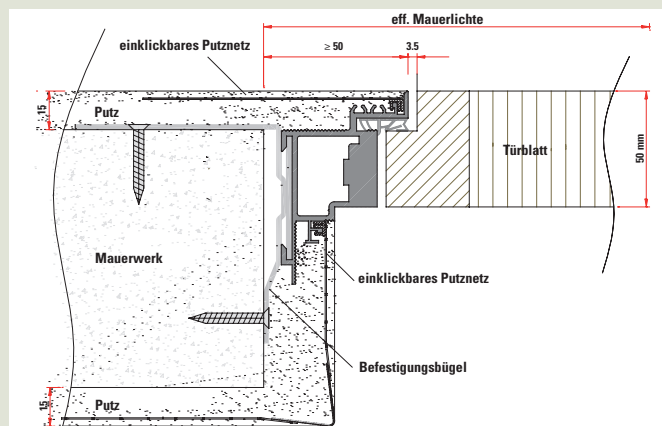 eff. Mauerlichte
einklickbares Putznetz
≥ 50
3.5
15
Putz
Türblatt
50 mm
Mauerwerk
einklickbares Putznetz
Befestigungsbügel
15
Putz